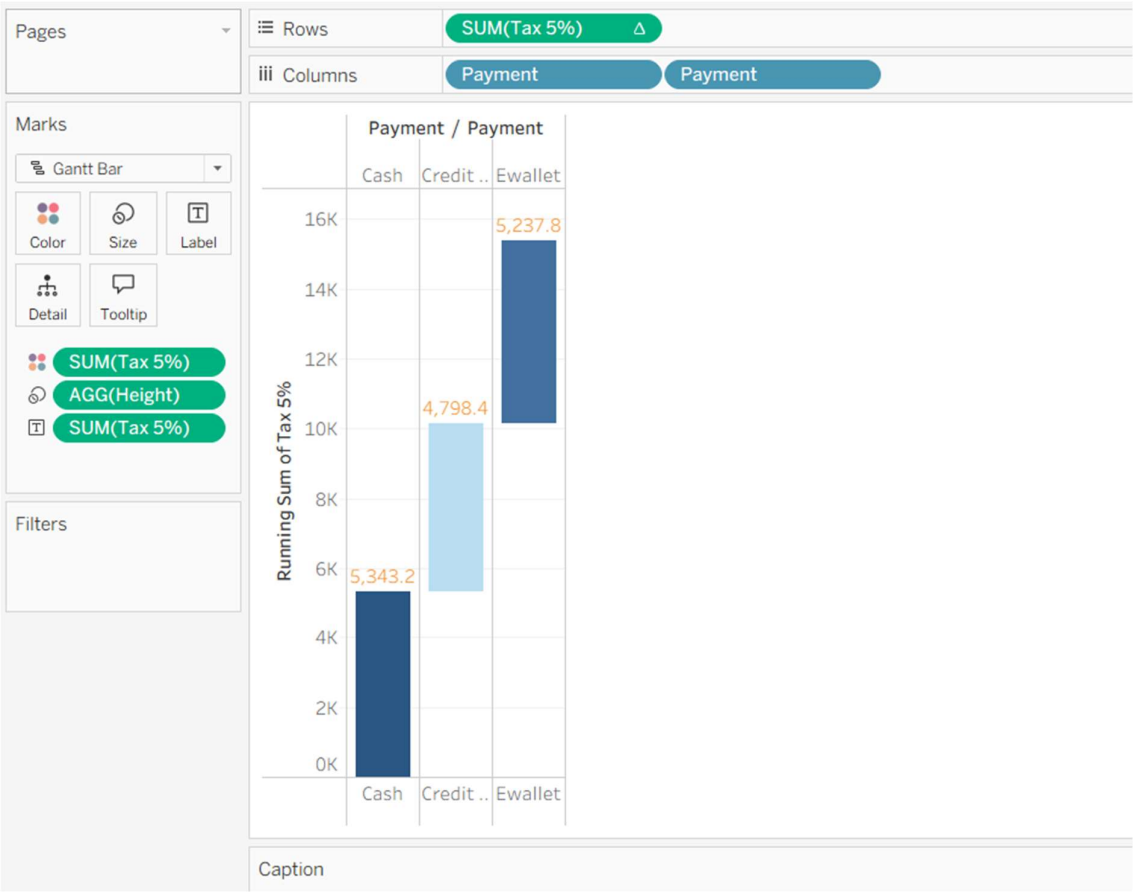 Pages
Rows
SUM(Tax 5%) Δ
Columns
Payment
Payment
Marks
Gantt Bar
Color
Size
Label
Detail
Tooltip
SUM(Tax 5%)
AGG(Height)
SUM(Tax 5%)
Filters
Payment / Payment
Cash
Credit ..
Ewallet
Running Sum of Tax 5%
16K
14K
12K
10K
8K
6K
4K
2K
0K
5,237.8
4,798.4
5,343.2
Cash
Credit ..
Ewallet
Caption